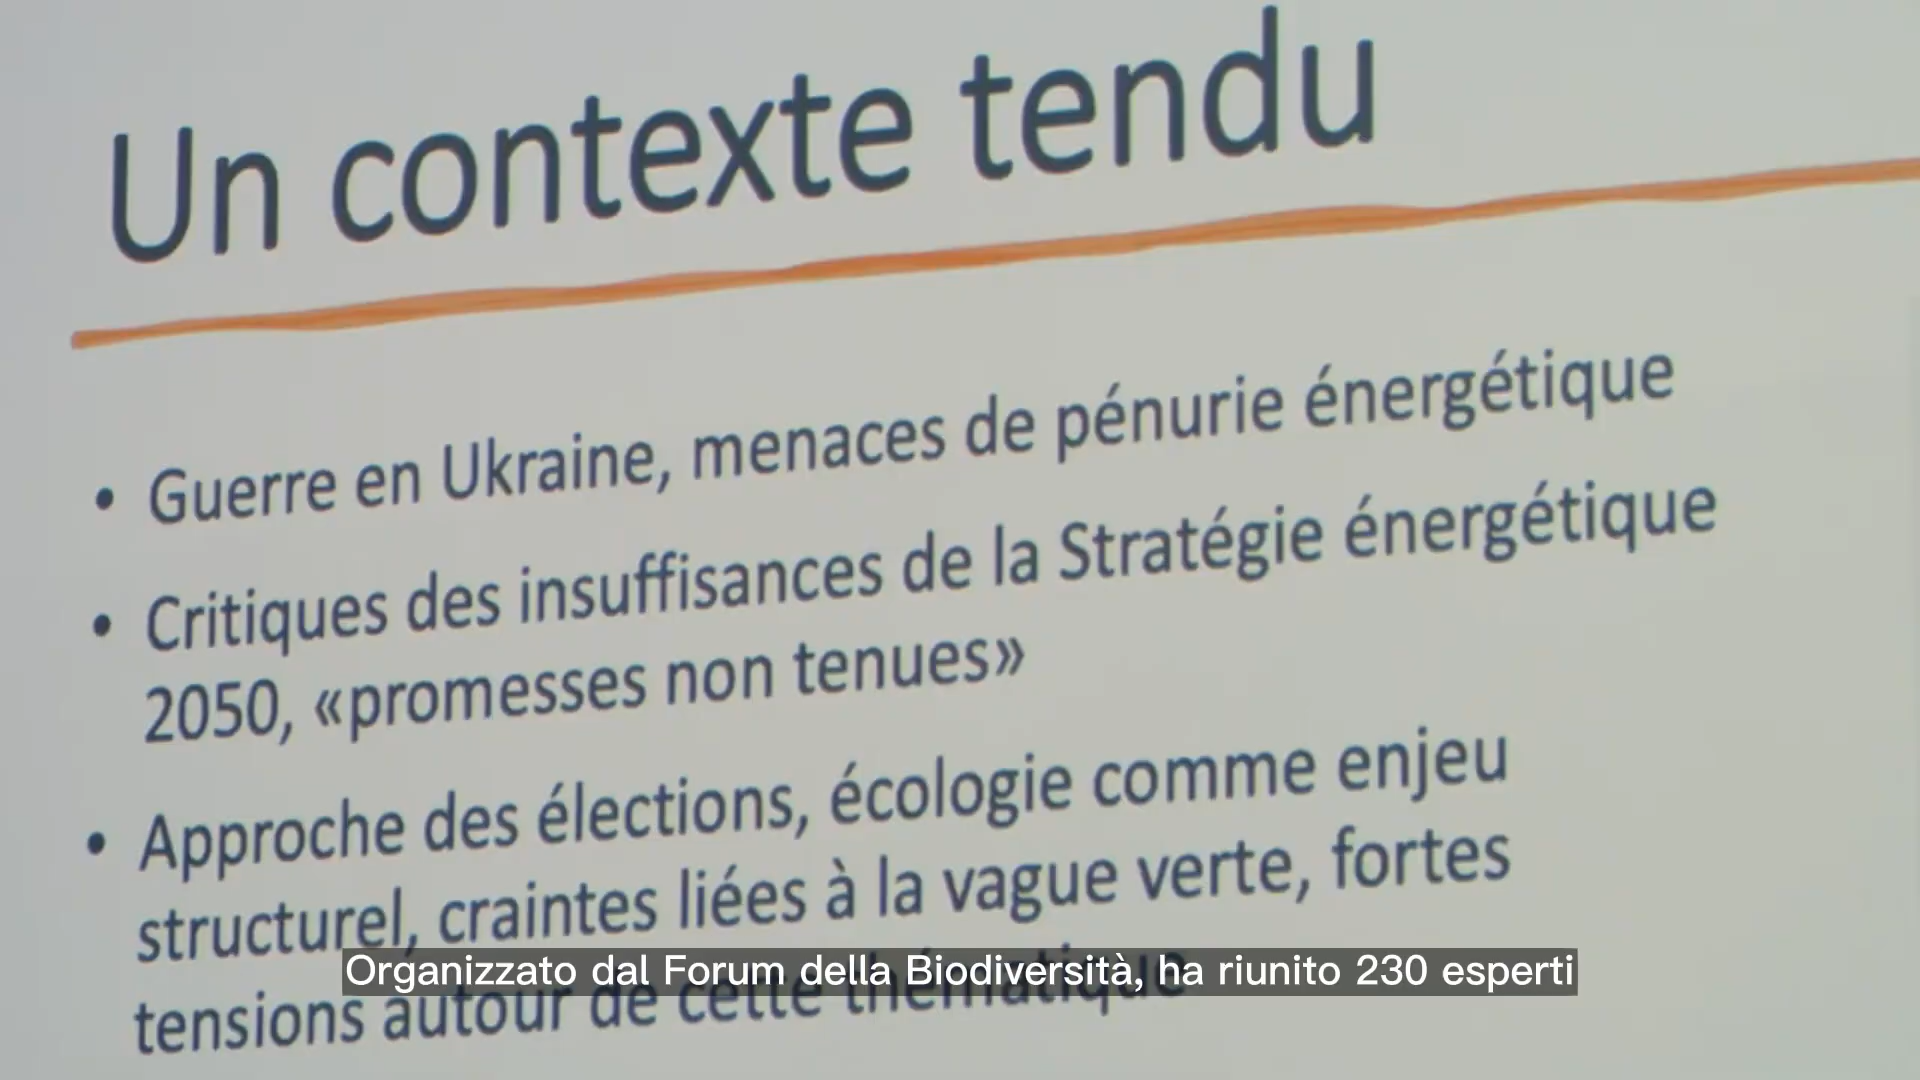 Un contexte tendu
• Guerre en Ukraine, menaces de pénurie énergétique
• Critiques des insuffisances de la Stratégie énergétique
2050, «promesses non tenues»
• Approche des élections, écologie comme enjeu
structurel, craintes liées à la vague verte, fortes
tensions autour de cette thématique
Organizzato dal Forum della Biodiversità, ha riunito 230 esperti